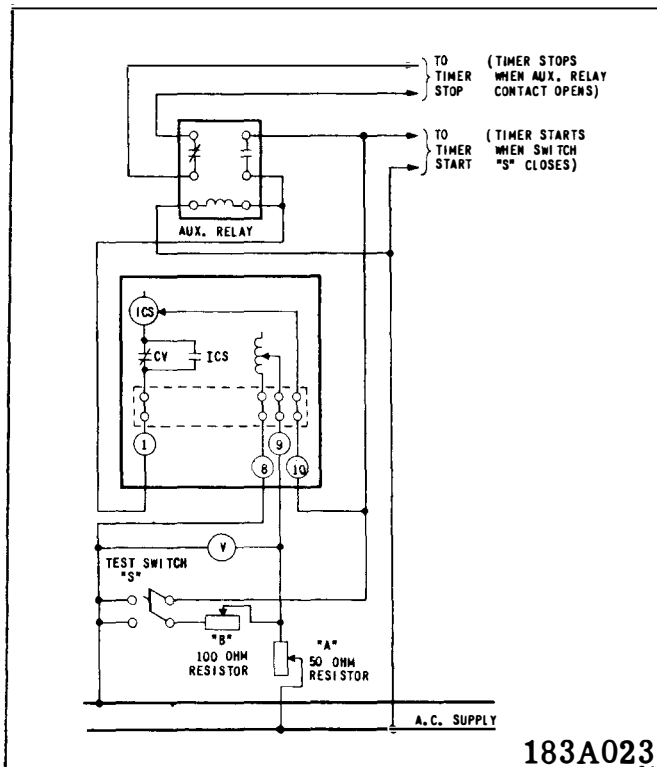 TO (TIMER STOPS
TIMER WHEN AUX. RELAY
STOP CONTACT OPENS)
TO (TIMER STARTS
TIMER WHEN SWITCH
START "S" CLOSES)
AUX. RELAY
ICS
CV ICS
1
9
8
10
V
TEST SWITCH
"S"
"B"
100 OHM
RESISTOR
"A"
50 OHM
RESISTOR
A.C. SUPPLY
183A023